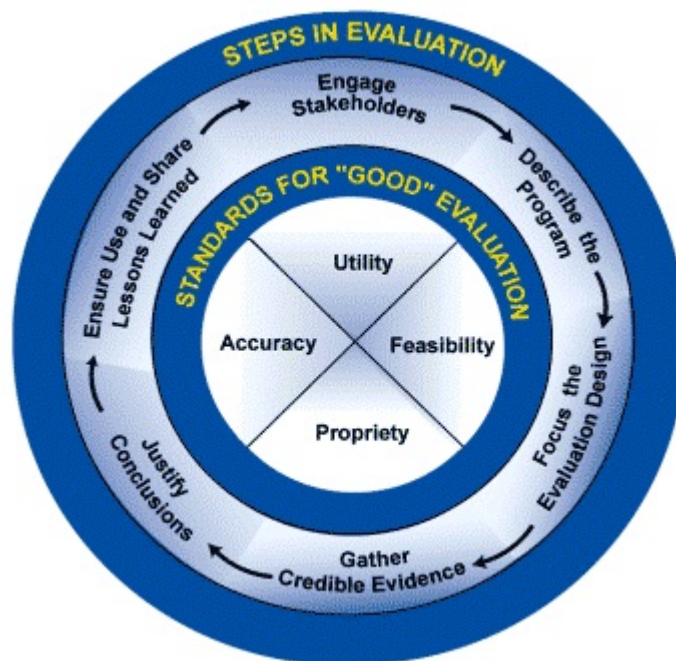 STEPS IN EVALUATION
Engage
Stakeholders
Describe the
Program
Focus the
Evaluation Design
Gather
Credible Evidence
Justify
Conclusions
Ensure Use and Share
Lessons Learned
STANDARDS FOR "GOOD" EVALUATION
Utility
Feasibility
Propriety
Accuracy